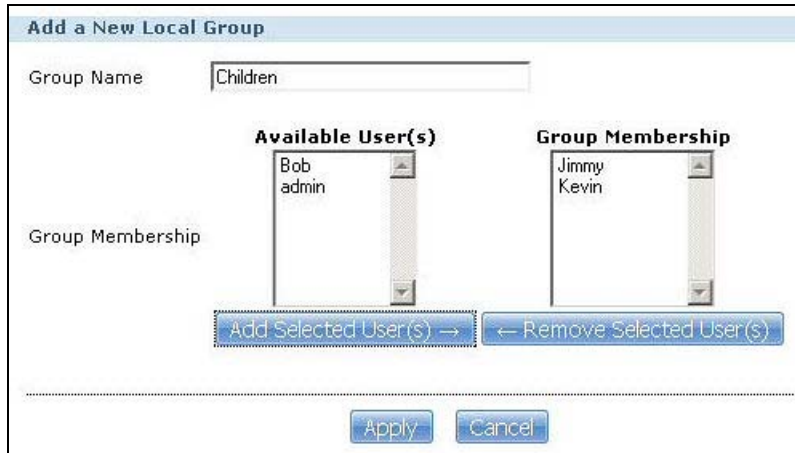 Add a New Local Group
Group Name
Children
Available User(s)
Group Membership
Bob
admin
Jimmy
Kevin
Group Membership
Add Selected User(s) →
← Remove Selected User(s)
Apply
Cancel